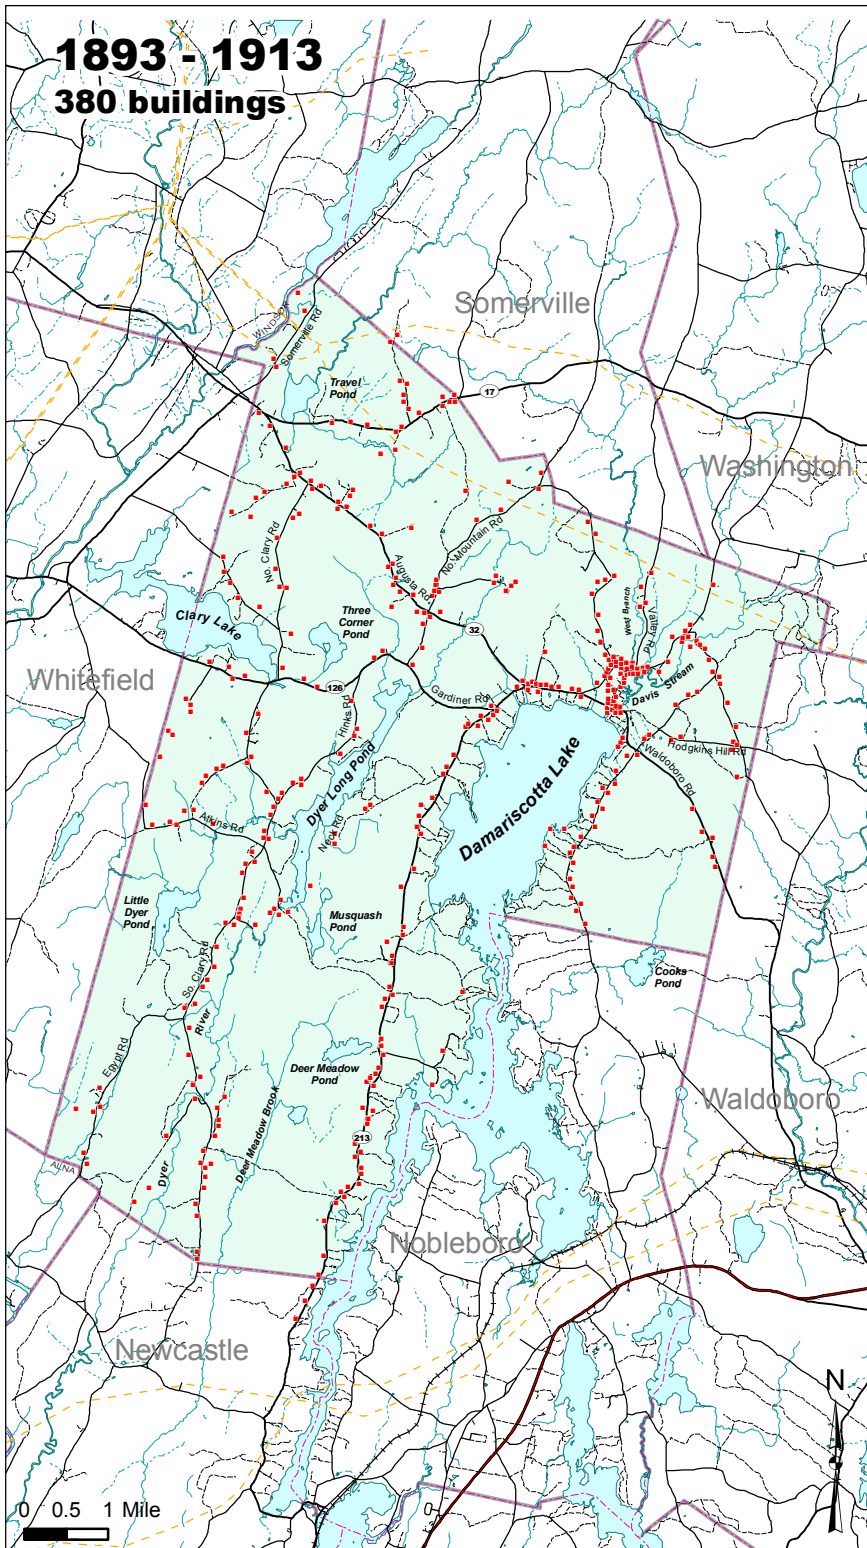 1893 - 1913
380 buildings
Somerville
WINDSOR
Somerville Rd
Travel
Pond
17
Washington
No. Clary Rd
Augusta Rd
No. Mountain Rd
Three
Corner
Pond
Clary Lake
32
West Branch
Valley Rd
Davis Stream
Whitefield
126
Hinks Rd
Gardiner Rd
Hodgkins Hill Rd
Waldoboro Rd
Dyer Long Pond
Damariscotta Lake
Atkins Rd
Neck Rd
Little
Dyer
Pond
Musquash
Pond
So. Clary Rd
Cooks
Pond
River
Egypt Rd
Deer Meadow
Pond
Deer Meadow Brook
Waldoboro
213
ALNA
Dyer
Nobleboro
Newcastle
N
0 0.5 1 Mile